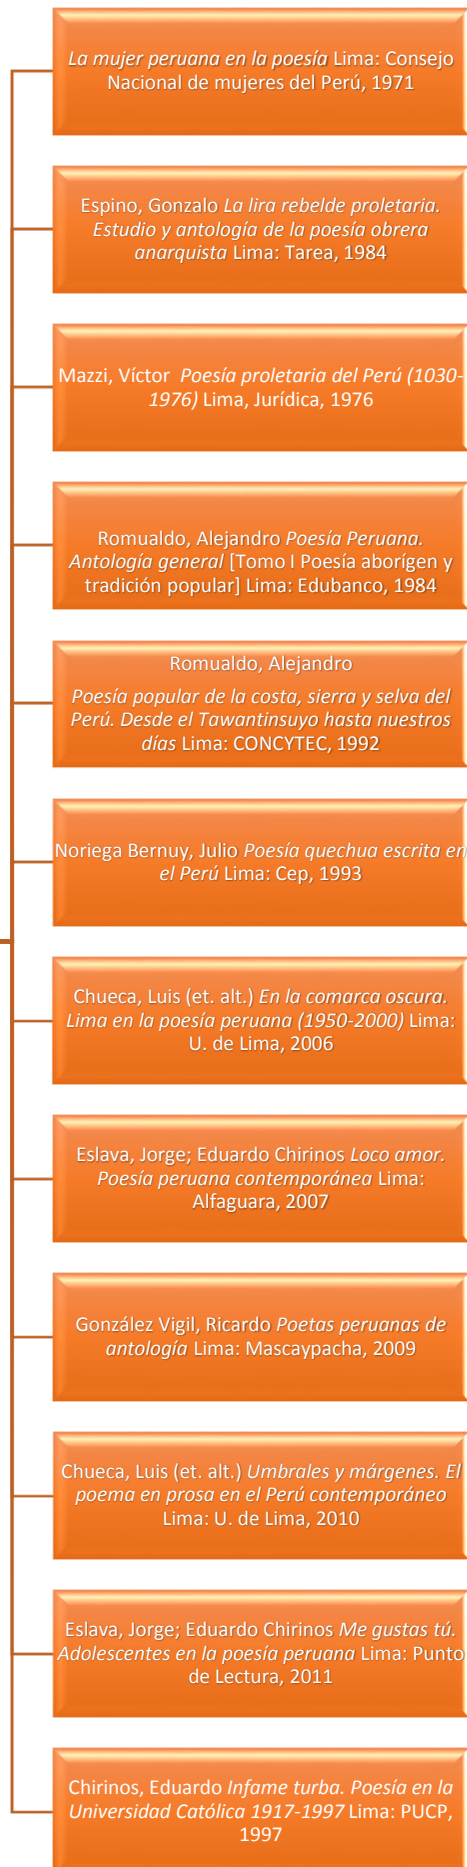 La mujer peruana en la poesía Lima: Consejo
Nacional de mujeres del Perú, 1971
Espino, Gonzalo La lira rebelde proletaria.
Estudio y antología de la poesía obrera
anarquista Lima: Tarea, 1984
Mazzi, Víctor Poesía proletaria del Perú (1030-
1976) Lima, Jurídica, 1976
Romualdo, Alejandro Poesía Peruana.
Antología general [Tomo I Poesía aborígen y
tradición popular] Lima: Edubanco, 1984
Romualdo, Alejandro
Poesía popular de la costa, sierra y selva del
Perú. Desde el Tawantinsuyo hasta nuestros
días Lima: CONCYTEC, 1992
Noriega Bernuy, Julio Poesía quechua escrita en
el Perú Lima: Cep, 1993
Chueca, Luis (et. alt.) En la comarca oscura.
Lima en la poesía peruana (1950-2000) Lima:
U. de Lima, 2006
Eslava, Jorge; Eduardo Chirinos Loco amor.
Poesía peruana contemporánea Lima:
Alfaguara, 2007
González Vigil, Ricardo Poetas peruanas de
antología Lima: Mascaypacha, 2009
Chueca, Luis (et. alt.) Umbrales y márgenes. El
poema en prosa en el Perú contemporáneo
Lima: U. de Lima, 2010
Eslava, Jorge; Eduardo Chirinos Me gustas tú.
Adolescentes en la poesía peruana Lima: Punto
de Lectura, 2011
Chirinos, Eduardo Infame turba. Poesía en la
Universidad Católica 1917-1997 Lima: PUCP,
1997